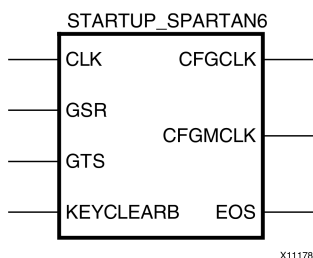 STARTUP_SPARTAN6
CLK CFGCLK
GSR
CFGMCLK
GTS
KEYCLEARB EOS
X11178